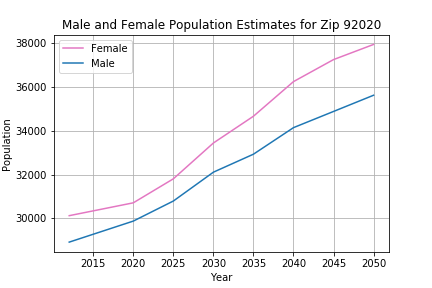 Male and Female Population Estimates for Zip 92020
Female
Male
38000
36000
34000
32000
30000
Population
2015 2020 2025 2030 2035 2040 2045 2050
Year